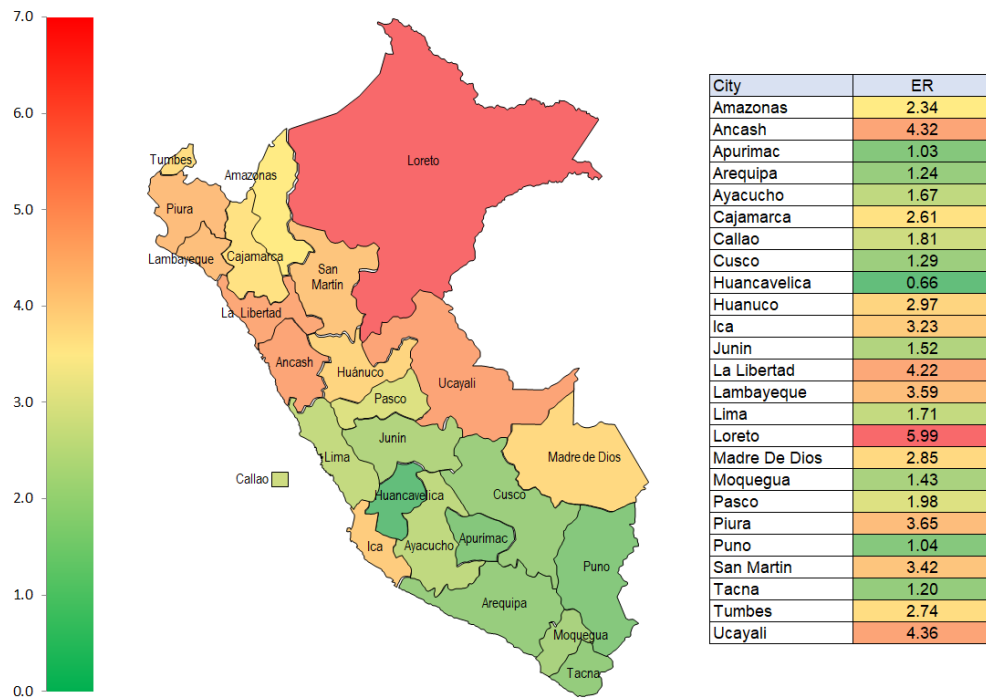 7.0
6.0
5.0
4.0
3.0
2.0
1.0
0.0
Tumbes
Amazonas
Loreto
Piura
Lambayeque
Cajamarca
San
Martin
La Libertad
Ancash
Huánuco
Ucayali
Pasco
Junin
Lima
Madre de Dios
Callao
Huancavelica
Cusco
Ica
Ayacucho
Apurimac
Puno
Arequipa
Moquegua
Tacna
City ER
Amazonas 2.34
Ancash 4.32
Apurimac 1.03
Arequipa 1.24
Ayacucho 1.67
Cajamarca 2.61
Callao 1.81
Cusco 1.29
Huancavelica 0.66
Huanuco 2.97
Ica 3.23
Junin 1.52
La Libertad 4.22
Lambayeque 3.59
Lima 1.71
Loreto 5.99
Madre De Dios 2.85
Moquegua 1.43
Pasco 1.98
Piura 3.65
Puno 1.04
San Martin 3.42
Tacna 1.20
Tumbes 2.74
Ucayali 4.36